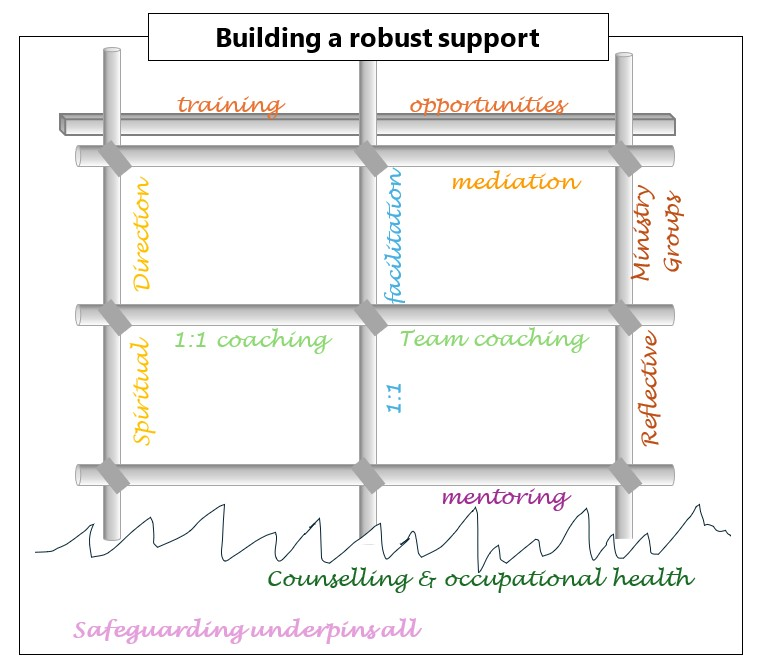 Building a robust support
training opportunities
mediation
Spiritual Direction
1:1 facilitation
Reflective Ministry
Groups
1:1 coaching
Team coaching
mentoring
Counselling & occupational health
Safeguarding underpins all